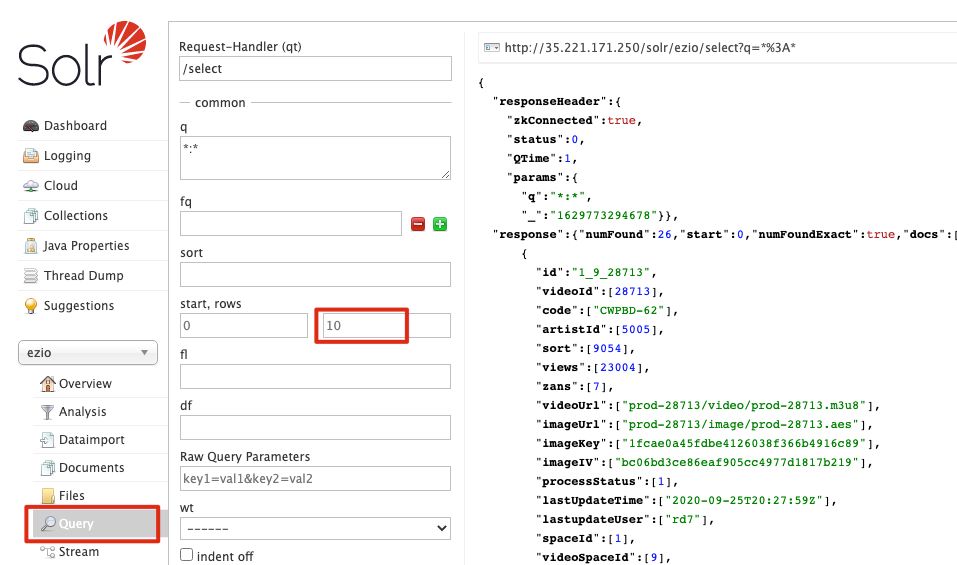 Solr
Dashboard
Logging
Cloud
Collections
Java Properties
Thread Dump
Suggestions
ezio
Overview
Analysis
Dataimport
Documents
Files
Query
Stream
Request-Handler (qt)
/select
common
q
*:*
fq
sort
start, rows
0
10
fl
df
Raw Query Parameters
key1=val1&key2=val2
wt
------
indent off
http://35.221.171.250/solr/ezio/select?q=*%3A*
{
"responseHeader":{
"zkConnected":true,
"status":0,
"QTime":1,
"params":{
"q":"*:*",
"_":"1629773294678"}},
"response":{"numFound":26,"start":0,"numFoundExact":true,"docs":[
{
"id":"1_9_28713",
"videoId":[28713],
"code":["CWPBD-62"],
"artistId":[5005],
"sort":[9054],
"views":[23004],
"zans":[7],
"videoUrl":["prod-28713/video/prod-28713.m3u8"],
"imageUrl":["prod-28713/image/prod-28713.aes"],
"imageKey":["1fcae0a45fdbe4126038f366b4916c89"],
"imageIV":["bc06bd3ce86eaf905cc4977d1817b219"],
"processStatus":[1],
"lastUpdateTime":["2020-09-25T20:27:59Z"],
"lastupdateUser":["rd7"],
"spaceId":[1],
"videoSpaceId":[9],